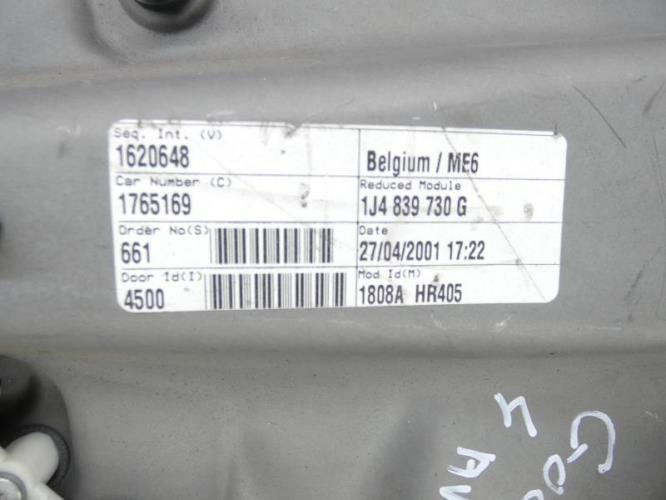 Seq. Int. (V)
1620648 Belgium / ME6
Car Number (C) Reduced Module
1765169 1J4 839 730 G
Order No(S) Date
661 27/04/2001 17:22
Door Id(I) Mod Id(M)
4500 1808A HR405
4